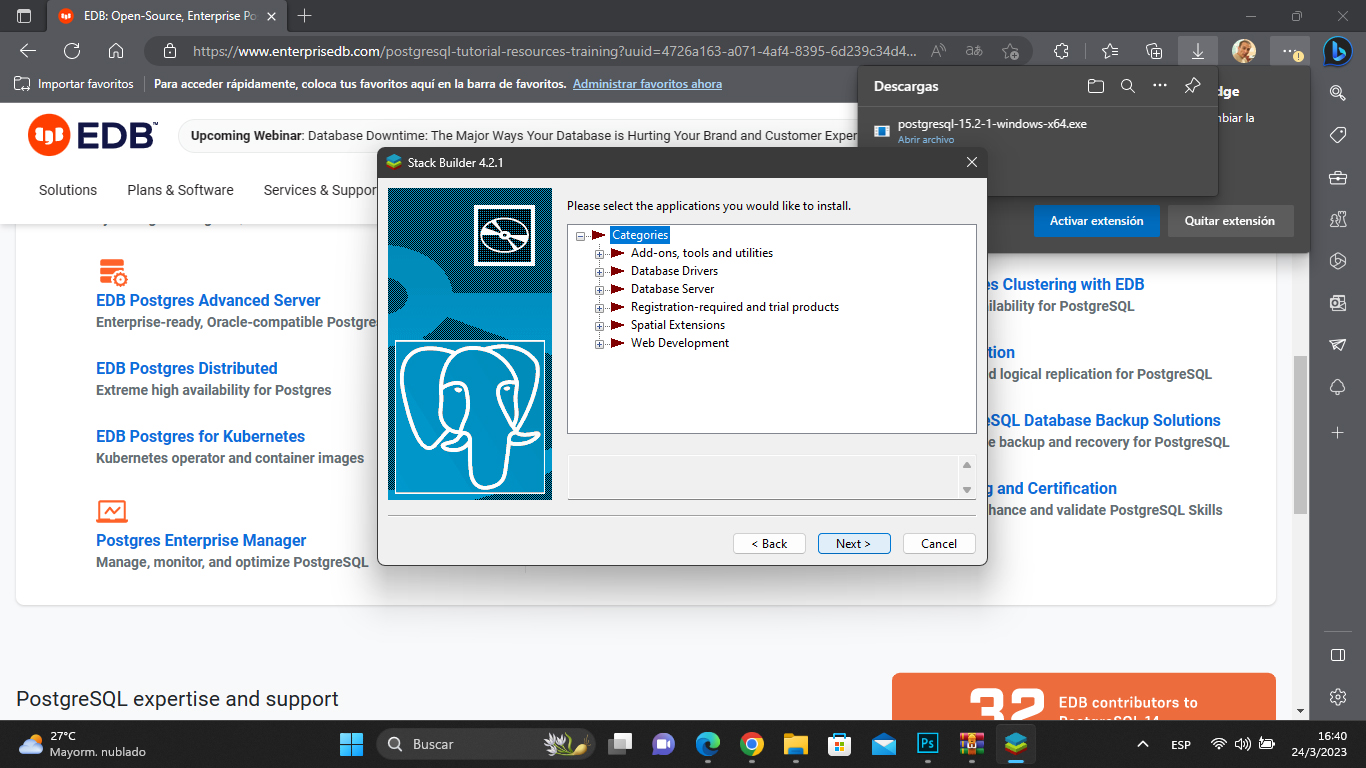 EDB: Open-Source, Enterprise Po
https://www.enterprisedb.com/postgresql-tutorial-resources-training?uuid=4726a163-a071-4af4-8395-6d239c34d4...
Importar favoritos
Para acceder rápidamente, coloca tus favoritos aquí en la barra de favoritos. Administrar favoritos ahora
Descargas
postgresql-15.2-1-windows-x64.exe
Abrir archivo
dge
mbiar la
Activar extensión
Quitar extensión
EDB™
Upcoming Webinar: Database Downtime: The Major Ways Your Database is Hurting Your Brand and Customer Exper
Solutions
Plans & Software
Services & Suppor
Stack Builder 4.2.1
Please select the applications you would like to install.
Categories
Add-ons, tools and utilities
Database Drivers
Database Server
Registration-required and trial products
Spatial Extensions
Web Development
< Back
Next >
Cancel
EDB Postgres Advanced Server
Enterprise-ready, Oracle-compatible Postgre
EDB Postgres Distributed
Extreme high availability for Postgres
EDB Postgres for Kubernetes
Kubernetes operator and container images
Postgres Enterprise Manager
Manage, monitor, and optimize PostgreSQL
s Clustering with EDB
ilability for PostgreSQL
tion
d logical replication for PostgreSQL
eSQL Database Backup Solutions
e backup and recovery for PostgreSQL
g and Certification
hance and validate PostgreSQL Skills
PostgreSQL expertise and support
32
EDB contributors to
PostgreSQL 14
27°C
Mayorm. nublado
Buscar
Ps
ESP
16:40
24/3/2023